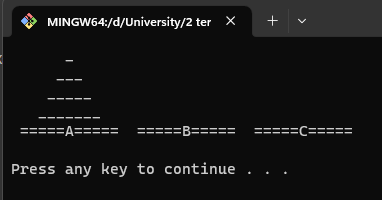 MINGW64:/d/University/2 ter
      -
     ---
    -----
   -------
 =====A=====  =====B=====  =====C=====
Press any key to continue . . .